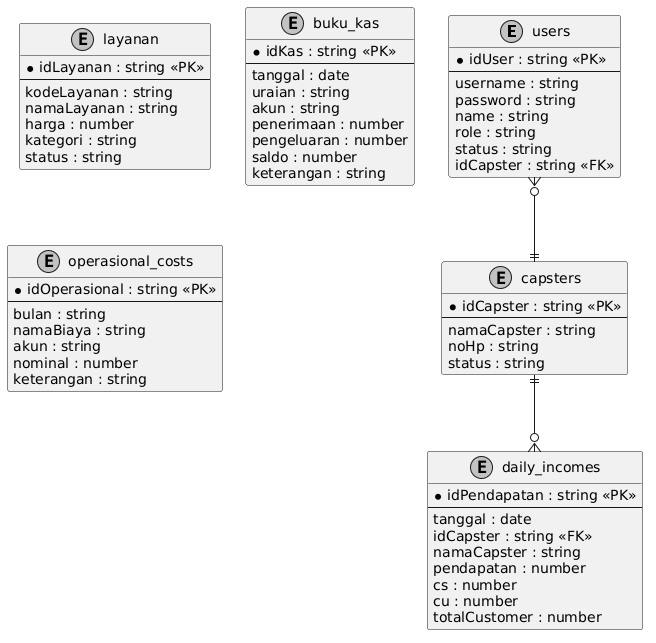 E layanan
idLayanan : string «PK»
kodeLayanan : string
namaLayanan : string
harga : number
kategori : string
status : string
E buku_kas
idKas : string «PK»
tanggal : date
uraian : string
akun : string
penerimaan : number
pengeluaran : number
saldo : number
keterangan : string
E users
idUser : string «PK»
username : string
password : string
name : string
role : string
status : string
idCapster : string «FK»
E operasional_costs
idOperasional : string «PK»
bulan : string
namaBiaya : string
akun : string
nominal : number
keterangan : string
E capsters
idCapster : string «PK»
namaCapster : string
noHp : string
status : string
E daily_incomes
idPendapatan : string «PK»
tanggal : date
idCapster : string «FK»
namaCapster : string
pendapatan : number
cs : number
cu : number
totalCustomer : number